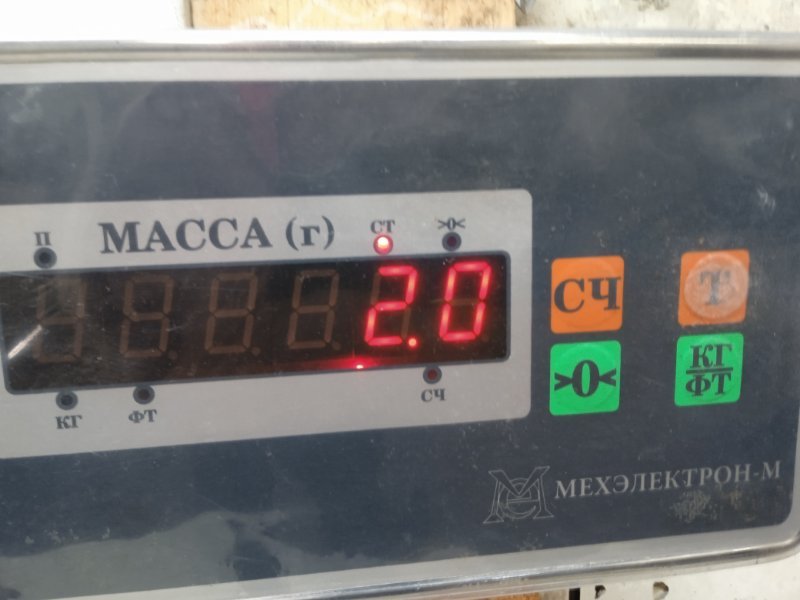 П МАССА (г) СТ >0<
2.0
КГ ФТ СЧ
СЧ Т
>0< КГ
ФТ
МЕХЭЛЕКТРОН-М